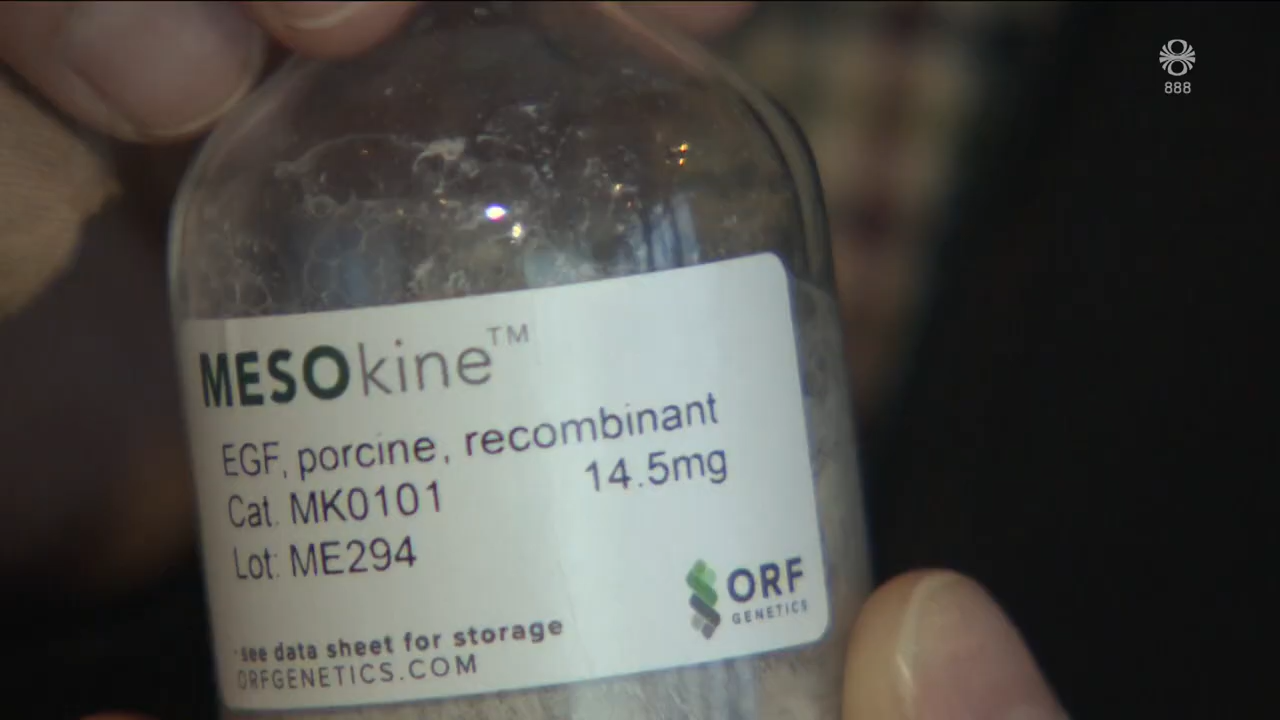 888
MESOkine™
EGF, porcine, recombinant
14.5mg
Cat. MK0101
Lot: ME294
ORF
GENETICS
*see data sheet for storage
ORFGENETICS.COM